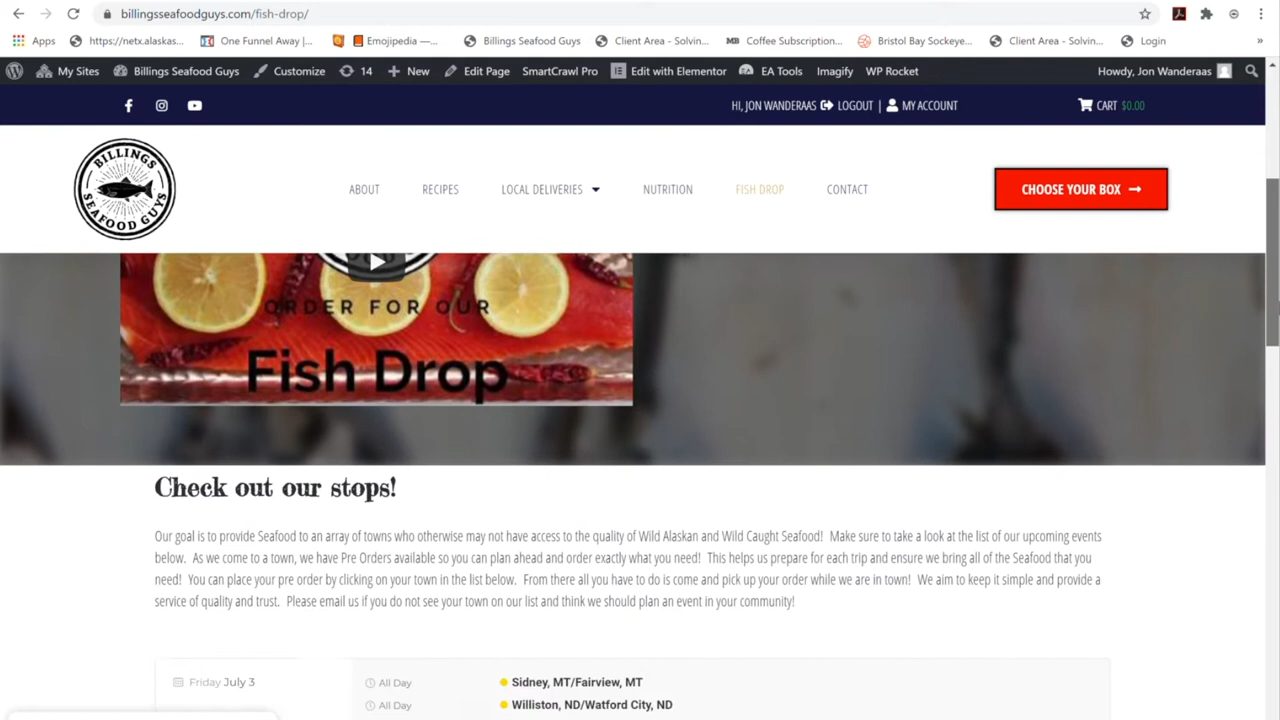 billingsseafoodguys.com/fish-drop/
Apps https://netx.alaskas... One Funnel Away |... Emojipedia —... Billings Seafood Guys Client Area - Solvin... Coffee Subscription... Bristol Bay Sockeye... Client Area - Solvin... Login »
My Sites Billings Seafood Guys Customize 14 New Edit Page SmartCrawl Pro Edit with Elementor EA Tools Imagify WP Rocket Howdy, Jon Wanderaas
HI, JON WANDERAAS LOGOUT | MY ACCOUNT CART $0.00
BILLINGS
SEAFOOD GUYS
ABOUT RECIPES LOCAL DELIVERIES NUTRITION FISH DROP CONTACT CHOOSE YOUR BOX
ORDER FOR OUR
Fish Drop
Check out our stops!
Our goal is to provide Seafood to an array of towns who otherwise may not have access to the quality of Wild Alaskan and Wild Caught Seafood! Make sure to take a look at the list of our upcoming events
below. As we come to a town, we have Pre Orders available so you can plan ahead and order exactly what you need! This helps us prepare for each trip and ensure we bring all of the Seafood that you
need! You can place your pre order by clicking on your town in the list below. From there all you have to do is come and pick up your order while we are in town! We aim to keep it simple and provide a
service of quality and trust. Please email us if you do not see your town on our list and think we should plan an event in your community!
Friday July 3 All Day Sidney, MT/Fairview, MT
All Day Williston, ND/Watford City, ND